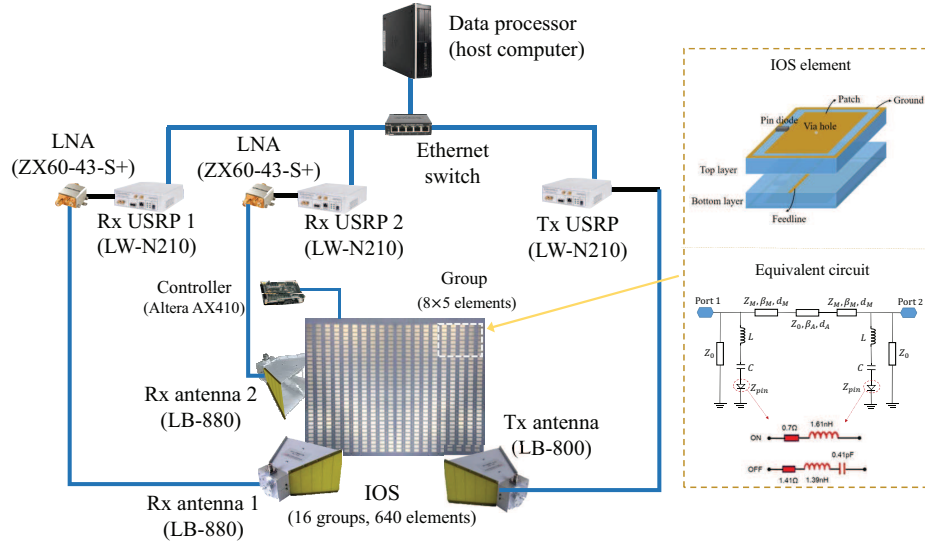 Data processor
(host computer)
Ethernet
switch
LNA
(ZX60-43-S+)
Rx USRP 1
(LW-N210)
LNA
(ZX60-43-S+)
Rx USRP 2
(LW-N210)
Tx USRP
(LW-N210)
Controller
(Altera AX410)
Group
(8×5 elements)
Rx antenna 2
(LB-880)
Tx antenna
(LB-800)
Rx antenna 1
(LB-880)
IOS
(16 groups, 640 elements)
IOS element
Patch
Ground
Pin diode
Via hole
Top layer
Bottom layer
Feedline
Equivalent circuit
Port 1
Z_M, β_M, d_M
Z_M, β_M, d_M
Port 2
Z_0, β_A, d_A
L
L
Z_0
Z_0
C
C
Z_pin
Z_pin
ON
0.7Ω
1.61nH
OFF
1.41Ω
1.39nH
0.41pF